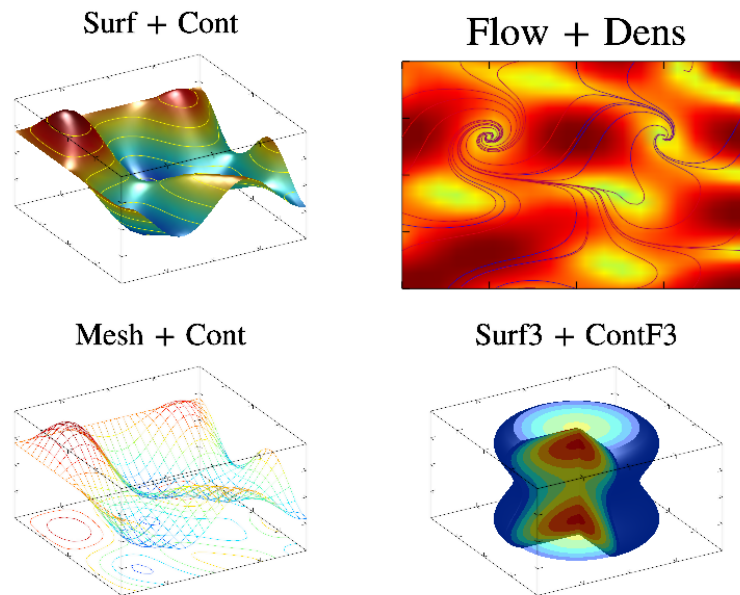 Surf + Cont
Flow + Dens
Mesh + Cont
Surf3 + ContF3